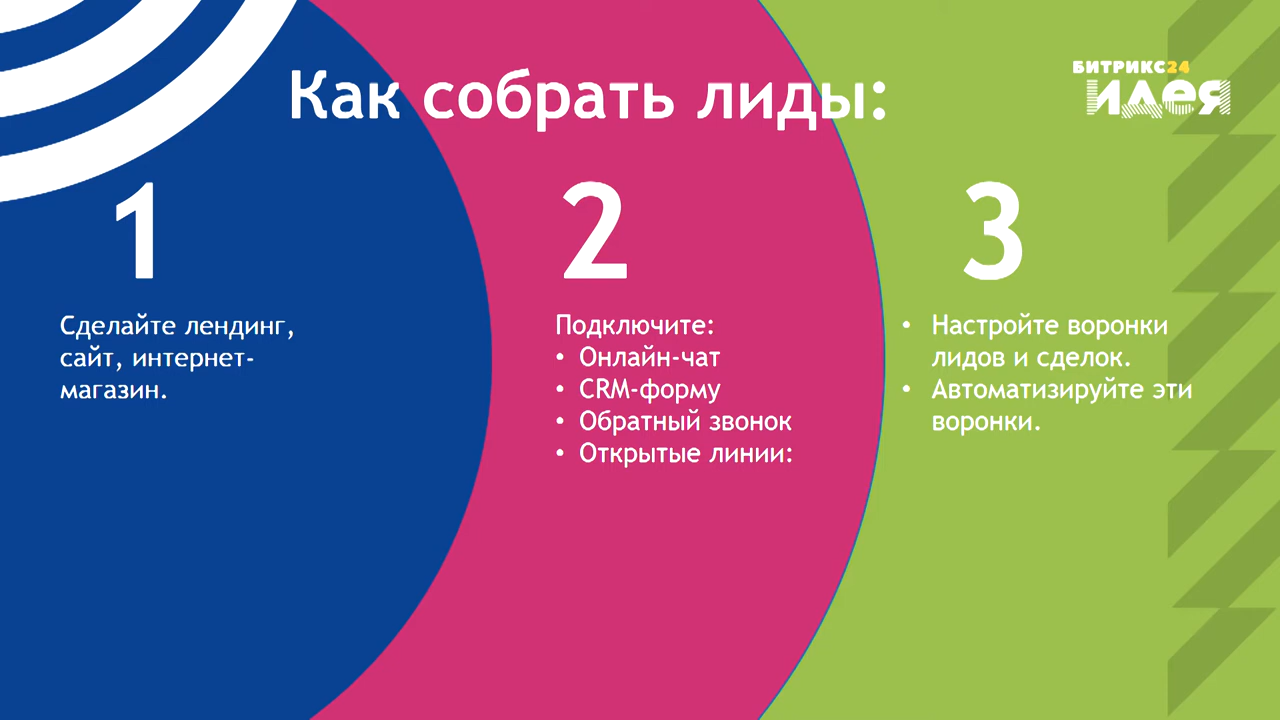 Как собрать лиды:
БИТРИКС24
идея
1
Сделайте лендинг,
сайт, интернет-
магазин.
2
Подключите:
• Онлайн-чат
• CRM-форму
• Обратный звонок
• Открытые линии:
3
• Настройте воронки
лидов и сделок.
• Автоматизируйте эти
воронки.